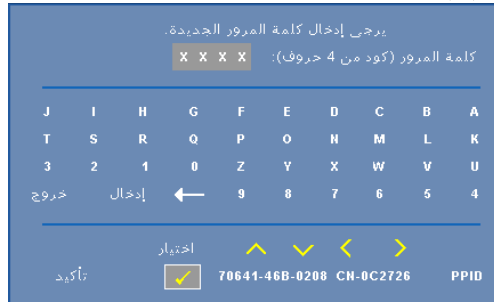 يرجى إدخال كلمة المرور الجديدة.
كلمة المرور (كود من 4 حروف): X X X X
A B C D E F G H I J
K L M N O P Q R S T
U V W X Y Z 0 1 2 3
4 5 6 7 8 9 ← إدخال خروج
اختيار
PPID CN-0C2726 70641-46B-0208 ✓ تأكيد